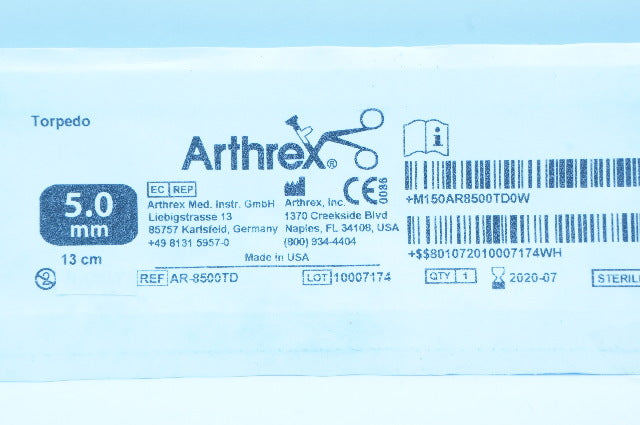 Torpedo
Arthrex®
5.0
mm
13 cm
EC REP
Arthrex Med. Instr. GmbH
Liebigstrasse 13
85757 Karlsfeld, Germany
+49 8131 5957-0
Arthrex, Inc.
1370 Creekside Blvd
Naples, FL 34108, USA
(800) 934-4404
CE 0086
Made in USA
i
+M150AR8500TD0W
+$$801072010007174WH
2
REF AR-8500TD
LOT 10007174
QTY 1
2020-07